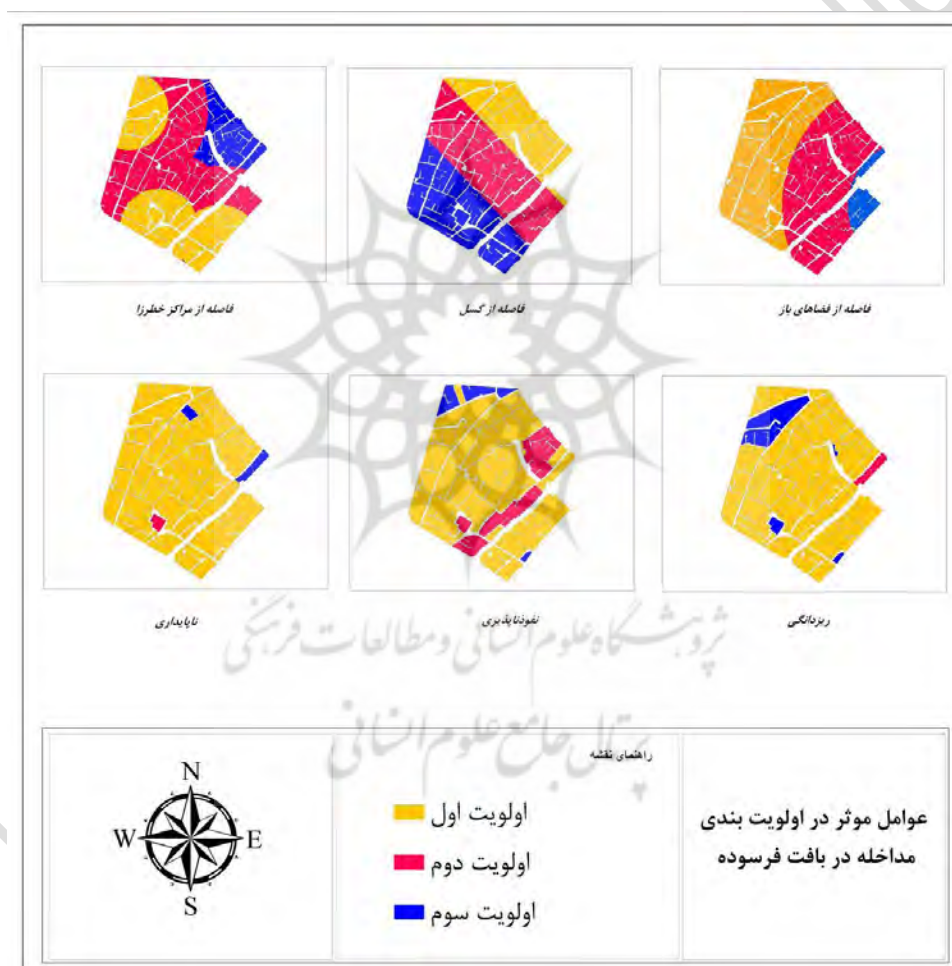 فاصله از فضاهای باز
فاصله از گسل
فاصله از مراکز خطرزا
ریزدانگی
نفوذناپذیری
ناپایداری
پژوهشگاه علوم انسانی و مطالعات فرهنگی
پرتال جامع علوم انسانی
عوامل موثر در اولویت بندی
مداخله در بافت فرسوده
راهنمای نقشه
اولویت اول
اولویت دوم
اولویت سوم
N
W
E
S